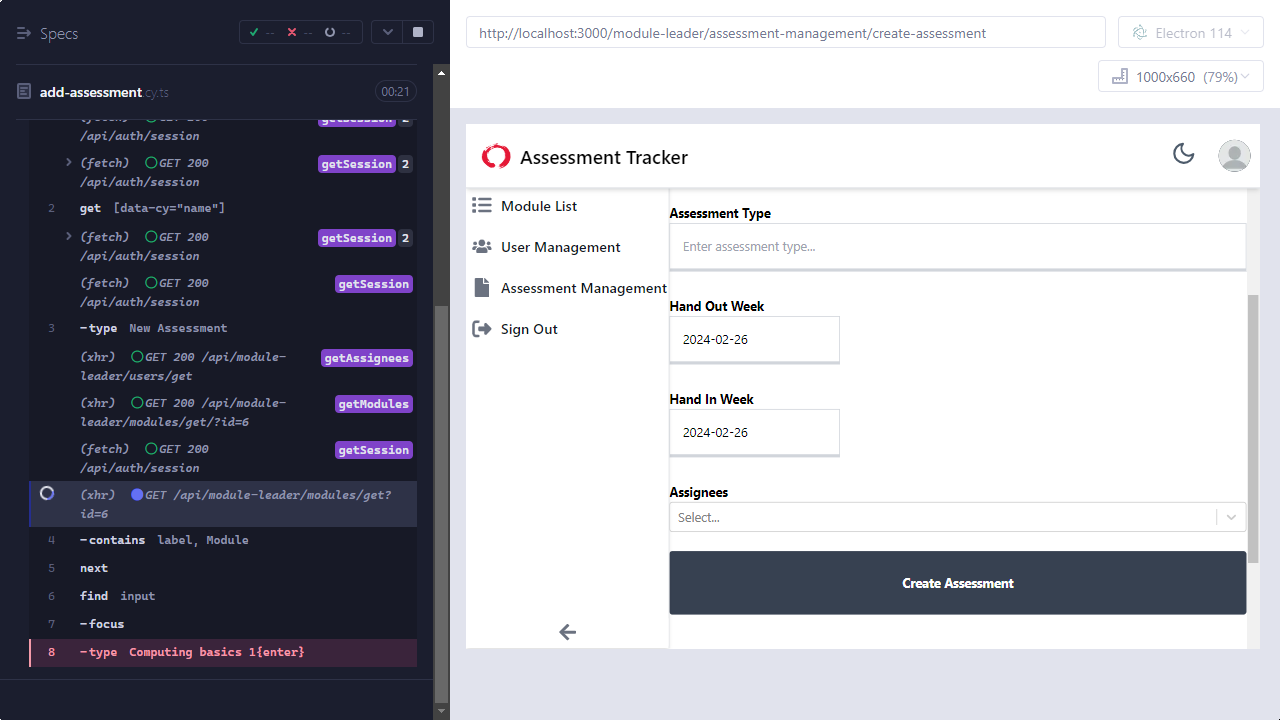 Specs
-- -- --
http://localhost:3000/module-leader/assessment-management/create-assessment
Electron 114
1000x660 (79%)
add-assessment.cy.ts
00:21
(fetch) GET 200 /api/auth/session
getSession 2
(fetch) GET 200 /api/auth/session
getSession 2
2 get [data-cy="name"]
(fetch) GET 200 /api/auth/session
getSession 2
(fetch) GET 200 /api/auth/session
getSession
3 -type New Assessment
(xhr) GET 200 /api/module-
leader/users/get
getAssignees
(xhr) GET 200 /api/module-
leader/modules/get/?id=6
getModules
(fetch) GET 200 /api/auth/session
getSession
(xhr) GET /api/module-leader/modules/get?
id=6
4 -contains label, Module
5 next
6 find input
7 -focus
8 -type Computing basics 1{enter}
Assessment Tracker
Module List
User Management
Assessment Management
Sign Out
Assessment Type
Enter assessment type...
Hand Out Week
2024-02-26
Hand In Week
2024-02-26
Assignees
Select...
Create Assessment